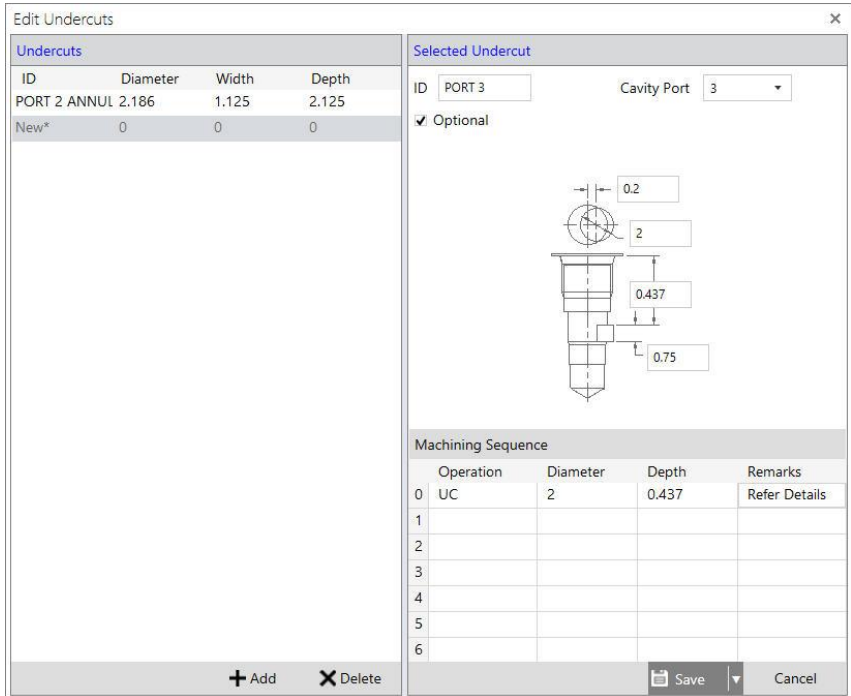 Edit Undercuts
Undercuts
ID Diameter Width Depth
PORT 2 ANNUL 2.186 1.125 2.125
New* 0 0 0
Add Delete
Selected Undercut
ID PORT 3 Cavity Port 3
Optional
0.2
2
0.437
0.75
Machining Sequence
Operation Diameter Depth Remarks
0 UC 2 0.437 Refer Details
1
2
3
4
5
6
Save Cancel